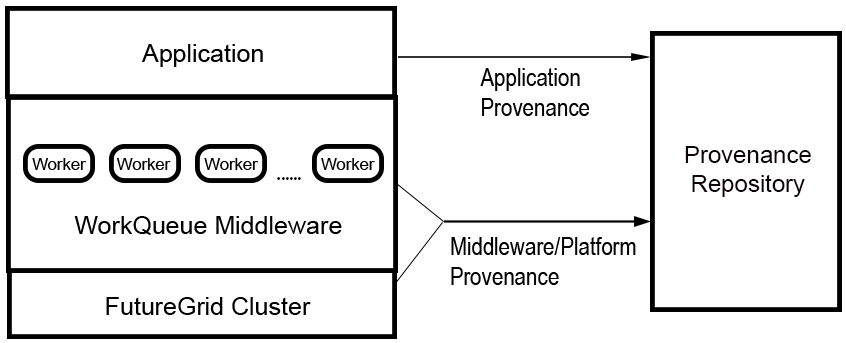 Application
Application
Provenance
Worker Worker Worker ...... Worker
Provenance
Repository
WorkQueue Middleware
Middleware/Platform
Provenance
FutureGrid Cluster